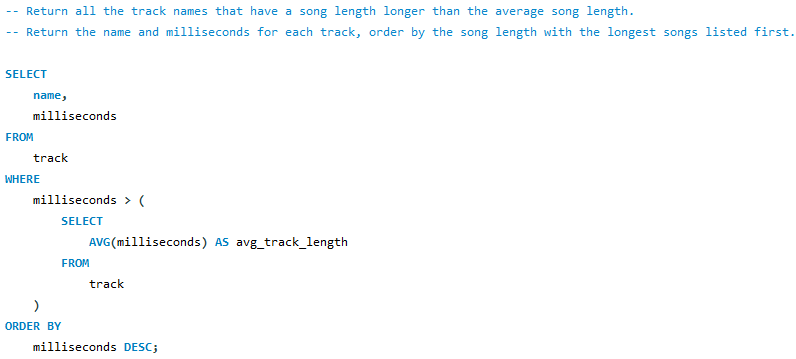 -- Return all the track names that have a song length longer than the average song length.
-- Return the name and milliseconds for each track, order by the song length with the longest songs listed first.

SELECT
    name,
    milliseconds
FROM
    track
WHERE
    milliseconds > (
        SELECT
            AVG(milliseconds) AS avg_track_length
        FROM
            track
    )
ORDER BY
    milliseconds DESC;